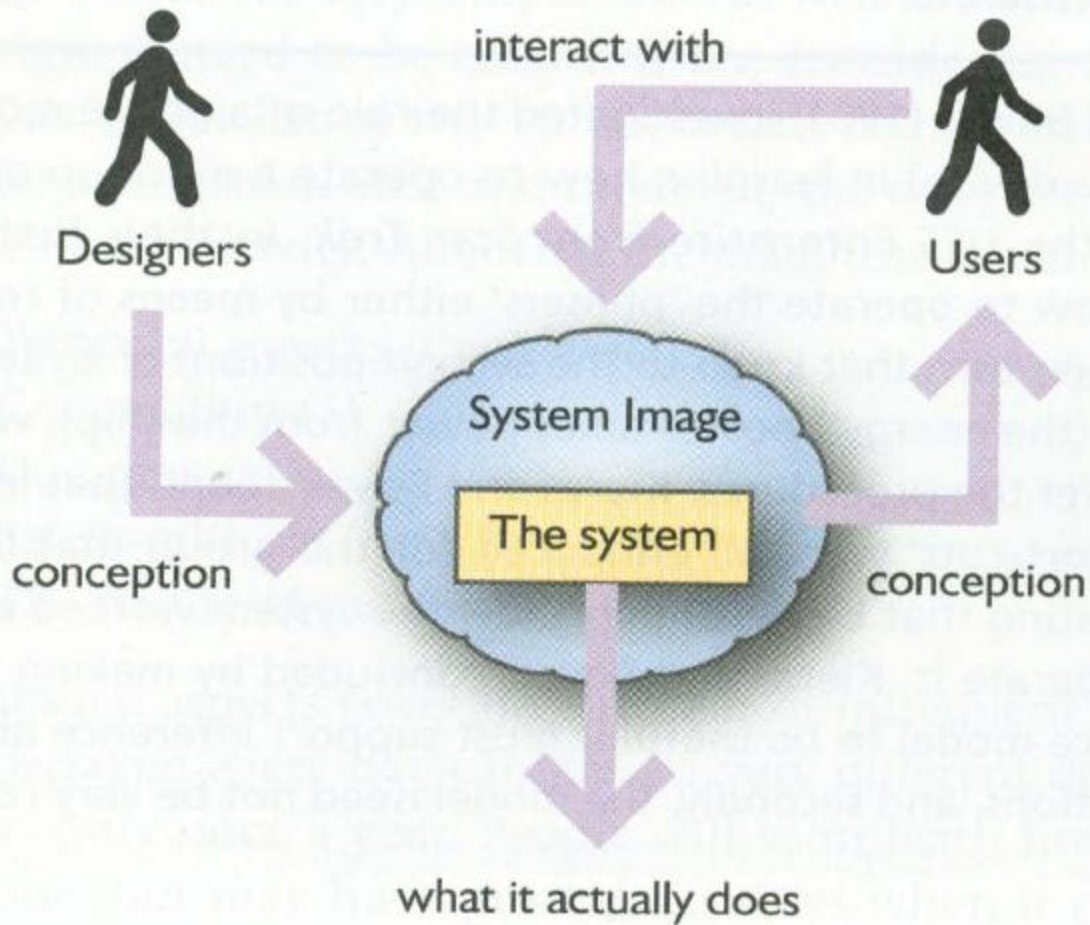 interact with
Designers
Users
System Image
The system
conception
conception
what it actually does